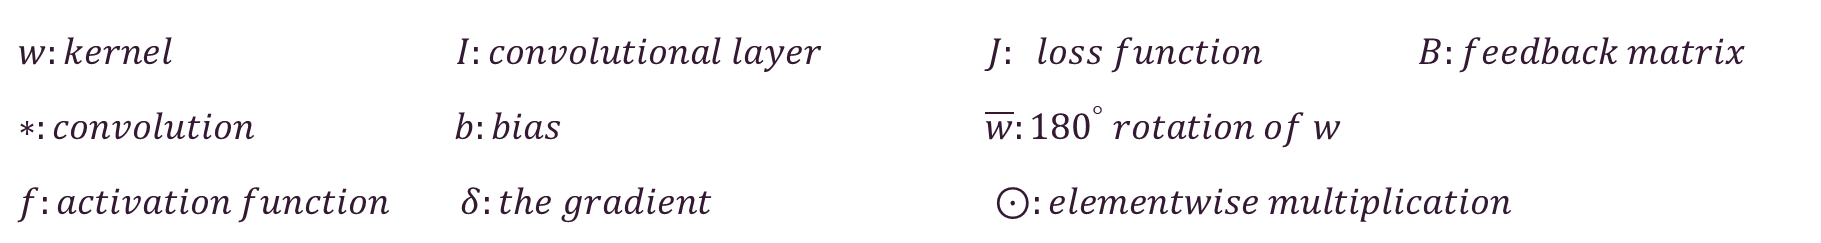 w: kernel I: convolutional layer J: loss function B: feedback matrix
∗: convolution b: bias w̅: 180° rotation of w
f: activation function δ: the gradient ⨀: elementwise multiplication